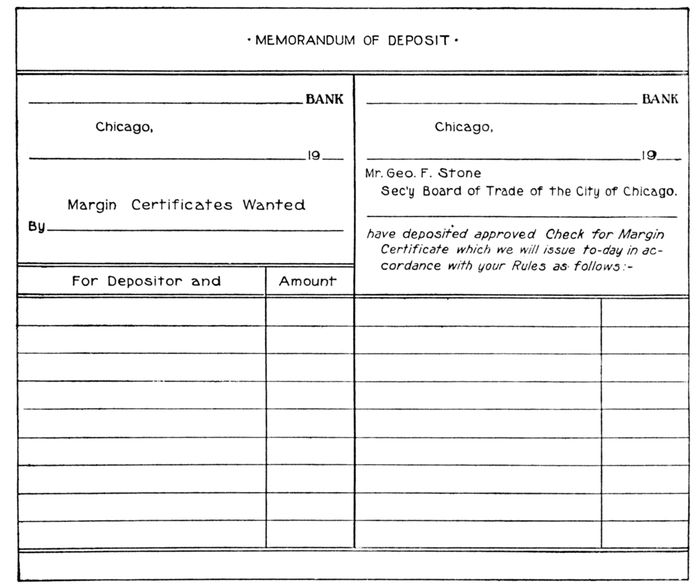 · MEMORANDUM OF DEPOSIT ·
BANK
Chicago,
19
Margin Certificates Wanted
By
For Depositor and Amount
BANK
Chicago,
19
Mr. Geo. F. Stone
Sec'y Board of Trade of the City of Chicago.
have deposited approved Check for Margin
Certificate which we will issue to-day in ac-
cordance with your Rules as follows:-